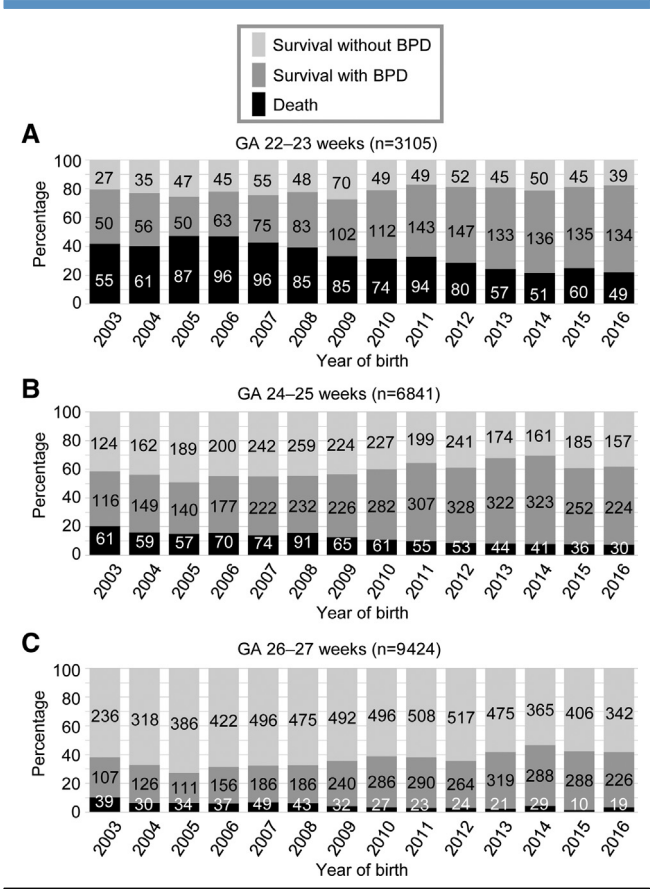 Survival without BPD
Survival with BPD
Death
A
GA 22–23 weeks (n=3105)
Percentage
100
80
60
40
20
0
27 35 47 45 55 48 70 49 49 52 45 50 45 39
50 56 50 63 75 83 102 112 143 147 133 136 135 134
55 61 87 96 96 85 85 74 94 80 57 51 60 49
2003 2004 2005 2006 2007 2008 2009 2010 2011 2012 2013 2014 2015 2016
Year of birth
B
GA 24–25 weeks (n=6841)
Percentage
100
80
60
40
20
0
124 162 189 200 242 259 224 227 199 241 174 161 185 157
116 149 140 177 222 232 226 282 307 328 322 323 252 224
61 59 57 70 74 91 65 61 55 53 44 41 36 30
2003 2004 2005 2006 2007 2008 2009 2010 2011 2012 2013 2014 2015 2016
Year of birth
C
GA 26–27 weeks (n=9424)
Percentage
100
80
60
40
20
0
236 318 386 422 496 475 492 496 508 517 475 365 406 342
107 126 111 156 186 186 240 286 290 264 319 288 288 226
39 30 34 37 49 43 32 27 23 24 21 29 10 19
2003 2004 2005 2006 2007 2008 2009 2010 2011 2012 2013 2014 2015 2016
Year of birth